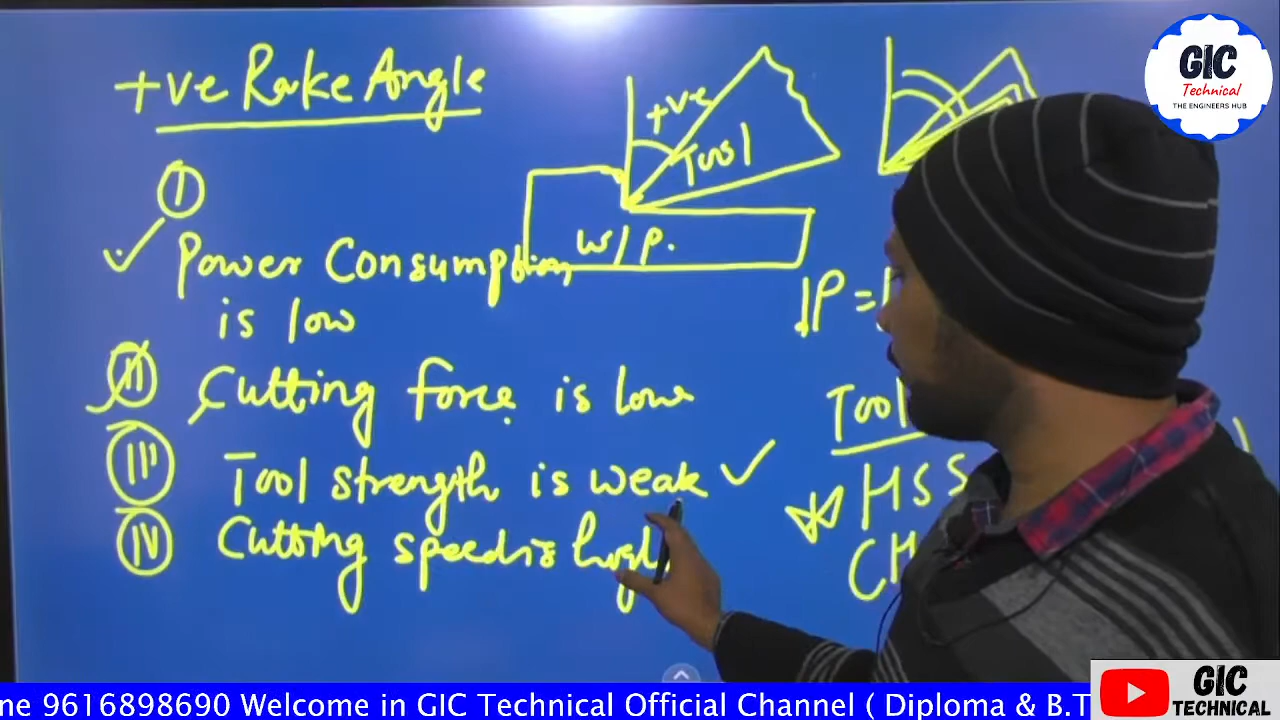 +ve Rake Angle
I
Power Consumption
is low
II Cutting force is low
III Tool strength is weak
IV Cutting speed is high
+ve
Tool
W/P.
↓P =
Tool
HSS
CH
GIC
Technical
THE ENGINEERS HUB
GIC
TECHNICAL
ne 9616898690 Welcome in GIC Technical Official Channel ( Diploma & B.T